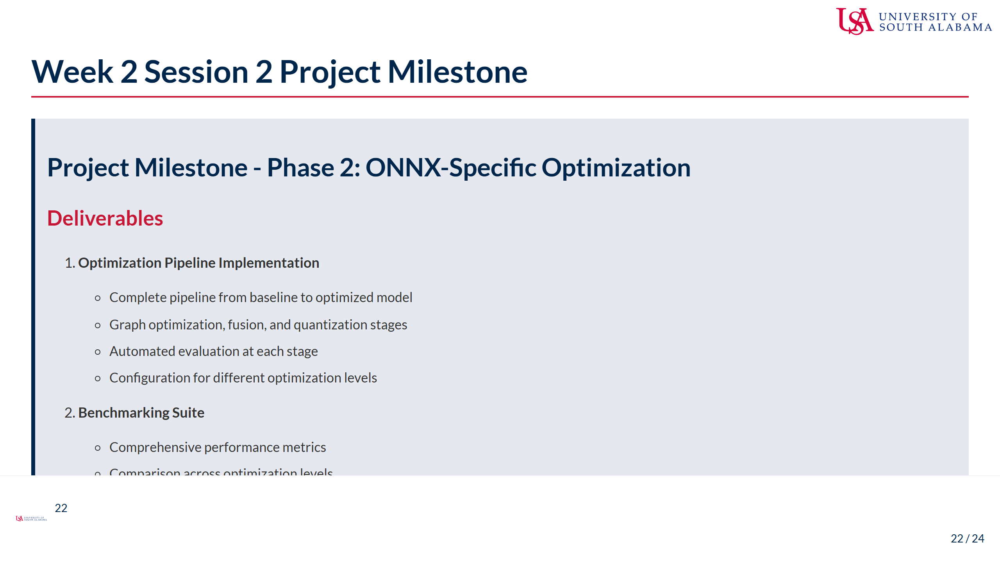 USA UNIVERSITY OF
SOUTH ALABAMA
Week 2 Session 2 Project Milestone
Project Milestone - Phase 2: ONNX-Specific Optimization
Deliverables
1. Optimization Pipeline Implementation
Complete pipeline from baseline to optimized model
Graph optimization, fusion, and quantization stages
Automated evaluation at each stage
Configuration for different optimization levels
2. Benchmarking Suite
Comprehensive performance metrics
Comparison across optimization levels
22
USA UNIVERSITY OF
SOUTH ALABAMA
22 / 24